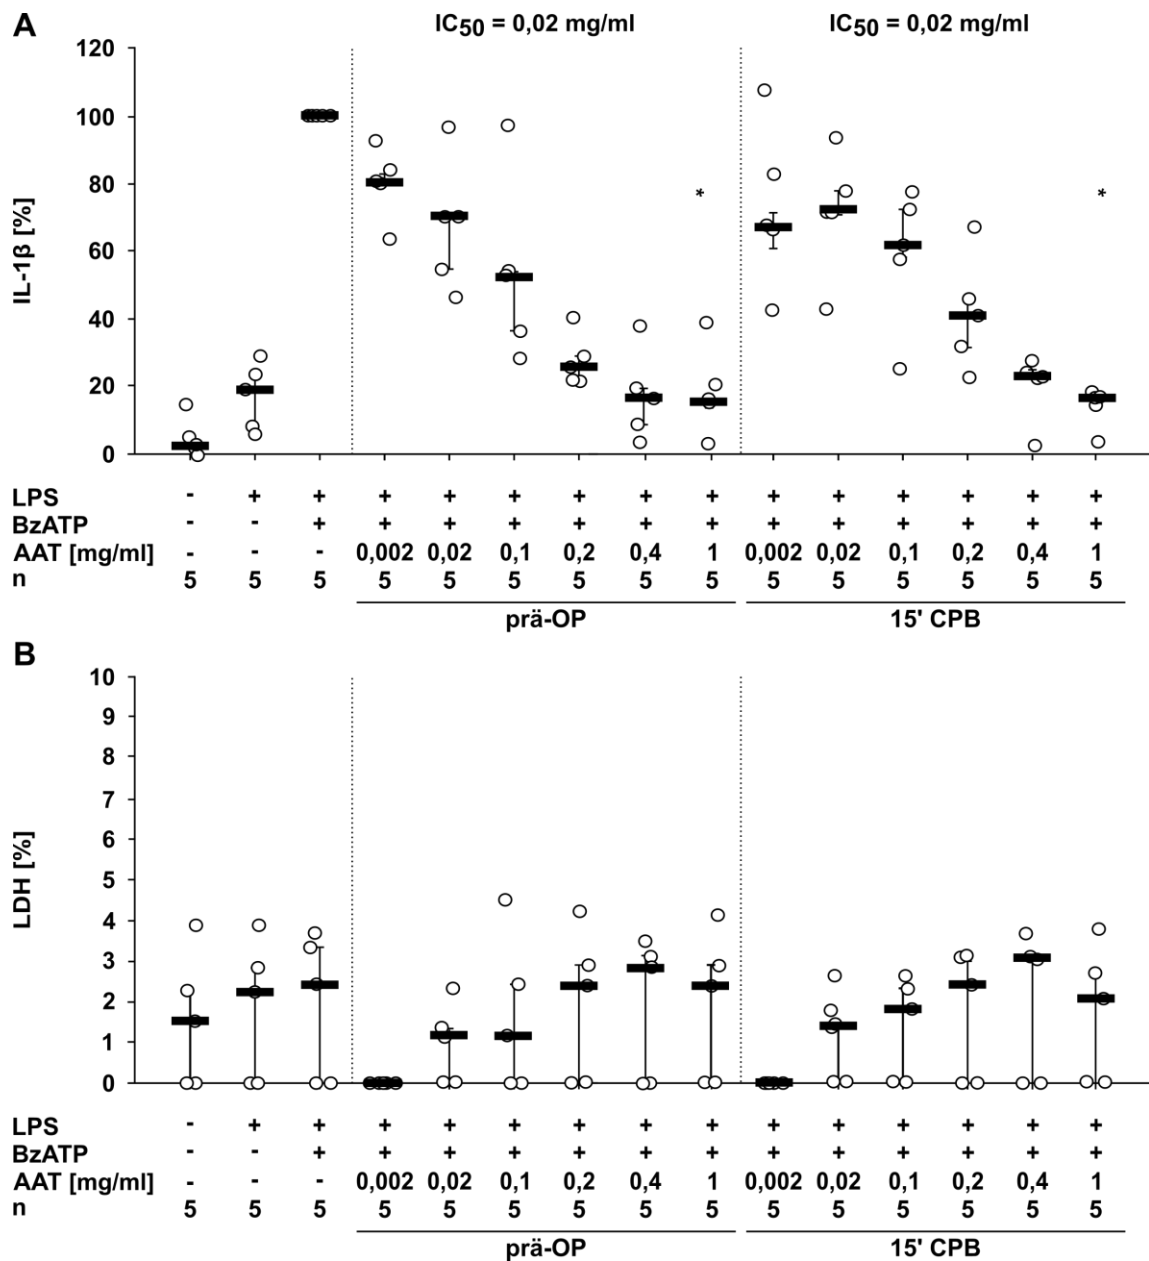 A
IC50 = 0,02 mg/ml IC50 = 0,02 mg/ml
120
100
80
60
40
20
0
IL-1β [%]
* *
LPS - + + + + + + + + + + + + + +
BzATP - - + + + + + + + + + + + + +
AAT [mg/ml] - - - 0,002 0,02 0,1 0,2 0,4 1 0,002 0,02 0,1 0,2 0,4 1
n 5 5 5 5 5 5 5 5 5 5 5 5 5 5 5
prä-OP 15' CPB
B
10
9
8
7
6
5
4
3
2
1
0
LDH [%]
LPS - + + + + + + + + + + + + + +
BzATP - - + + + + + + + + + + + + +
AAT [mg/ml] - - - 0,002 0,02 0,1 0,2 0,4 1 0,002 0,02 0,1 0,2 0,4 1
n 5 5 5 5 5 5 5 5 5 5 5 5 5 5 5
prä-OP 15' CPB